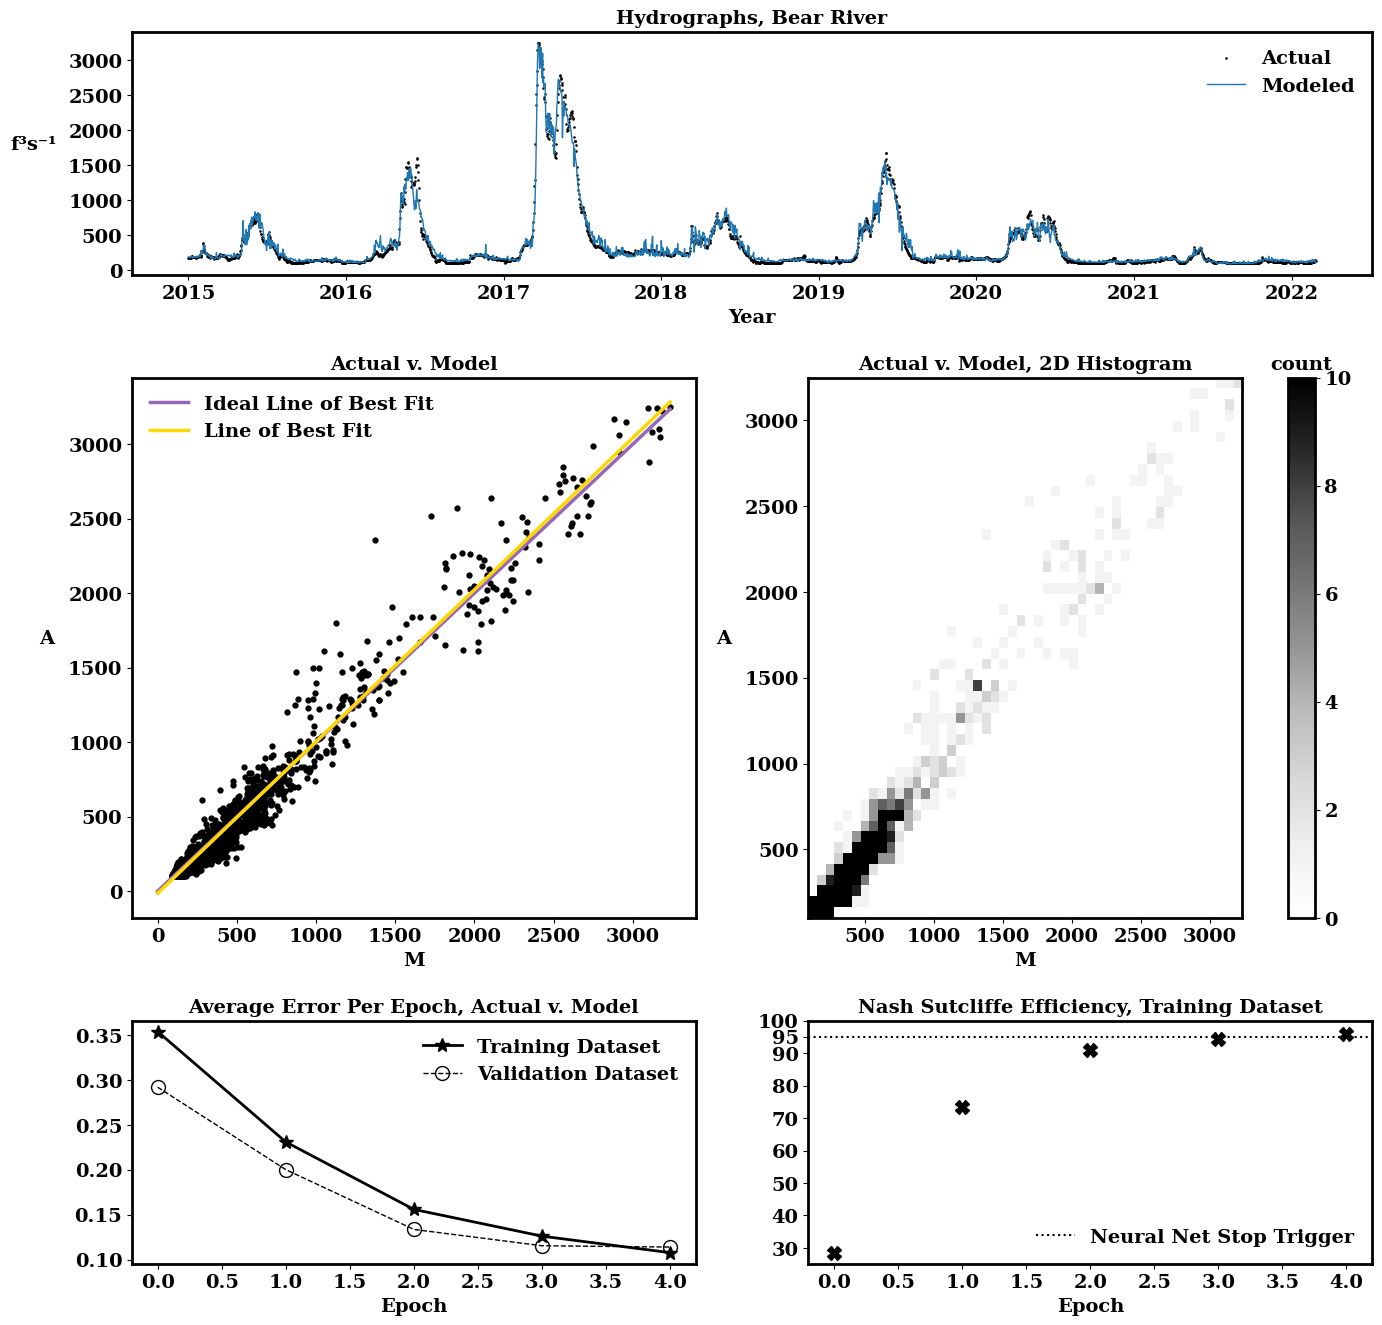 Hydrographs, Bear River
3000
2500
2000
1500
1000
500
0
f³s⁻¹
Actual
Modeled
2015 2016 2017 2018 2019 2020 2021 2022
Year
Actual v. Model
Ideal Line of Best Fit
Line of Best Fit
3000
2500
2000
1500
1000
500
0
A
0 500 1000 1500 2000 2500 3000
M
Actual v. Model, 2D Histogram
3000
2500
2000
1500
1000
500
A
500 1000 1500 2000 2500 3000
M
count
10
8
6
4
2
0
Average Error Per Epoch, Actual v. Model
0.35
0.30
0.25
0.20
0.15
0.10
Training Dataset
Validation Dataset
0.0 0.5 1.0 1.5 2.0 2.5 3.0 3.5 4.0
Epoch
Nash Sutcliffe Efficiency, Training Dataset
100
95
90
80
70
60
50
40
30
Neural Net Stop Trigger
0.0 0.5 1.0 1.5 2.0 2.5 3.0 3.5 4.0
Epoch